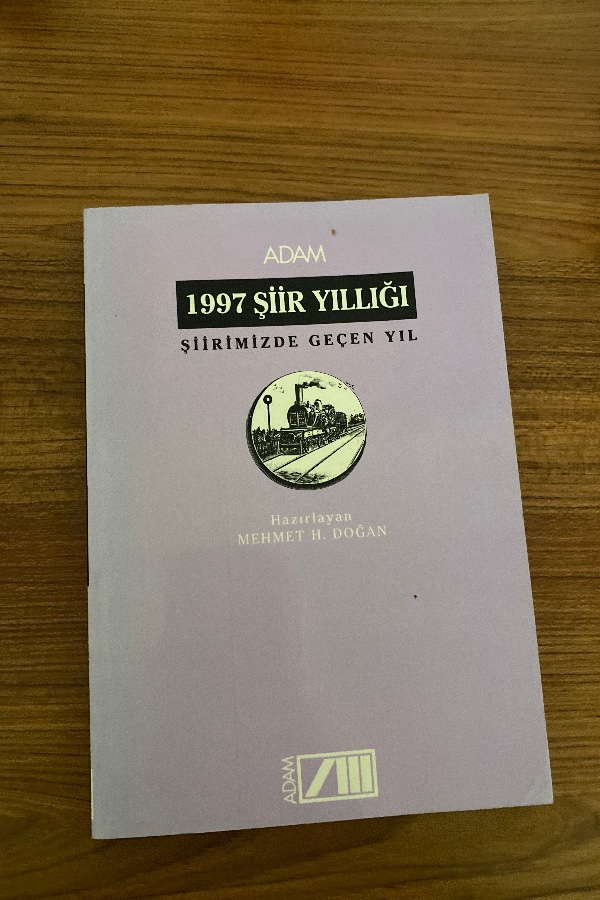 ADAM
1997 ŞİİR YILLIĞI
ŞİİRİMİZDE GEÇEN YIL
Hazırlayan
MEHMET H. DOĞAN
ADAM